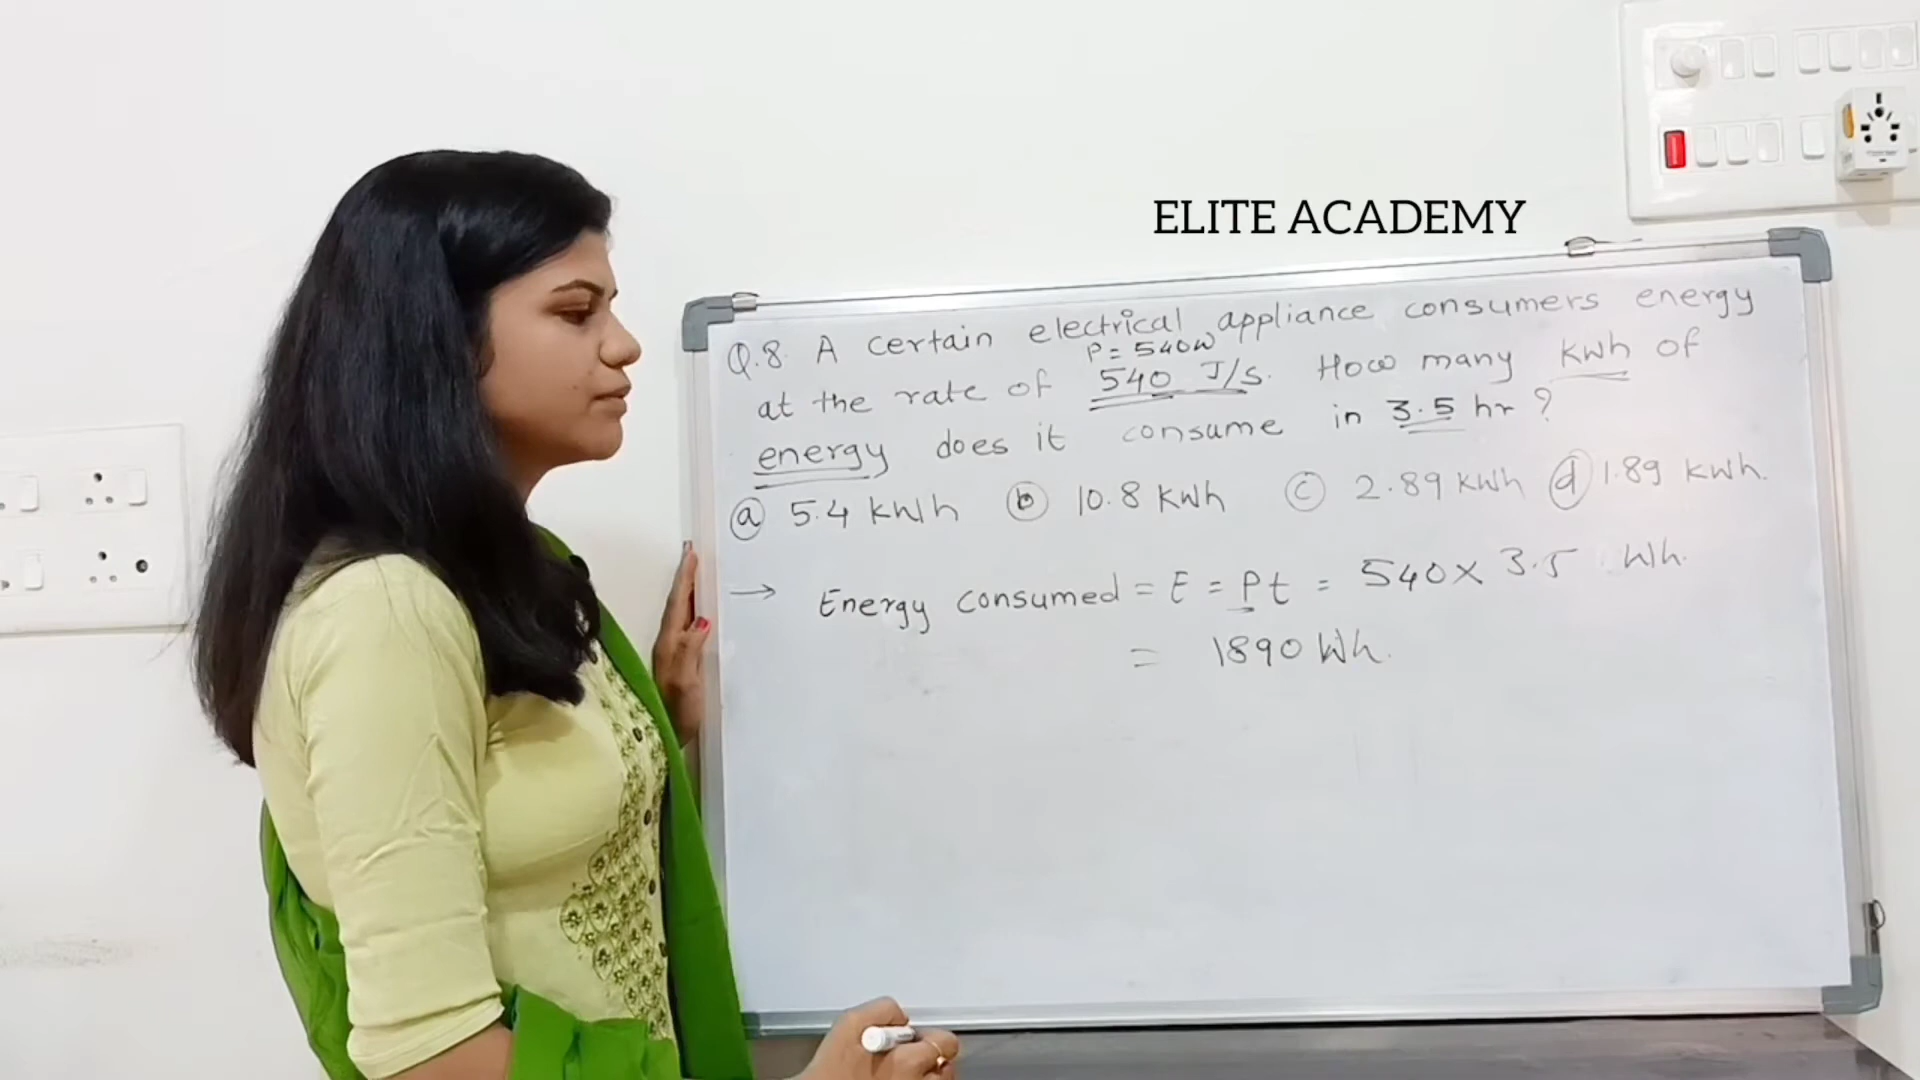 ELITE ACADEMY
Q.8. A certain electrical appliance consumers energy
P = 540W
at the rate of 540 J/s. How many kWh of
energy does it consume in 3.5 hr ?
(a) 5.4 kWh (b) 10.8 kWh (c) 2.89 kWh (d) 1.89 kWh.
→ Energy consumed = E = Pt = 540 x 3.5 Wh.
= 1890 Wh.